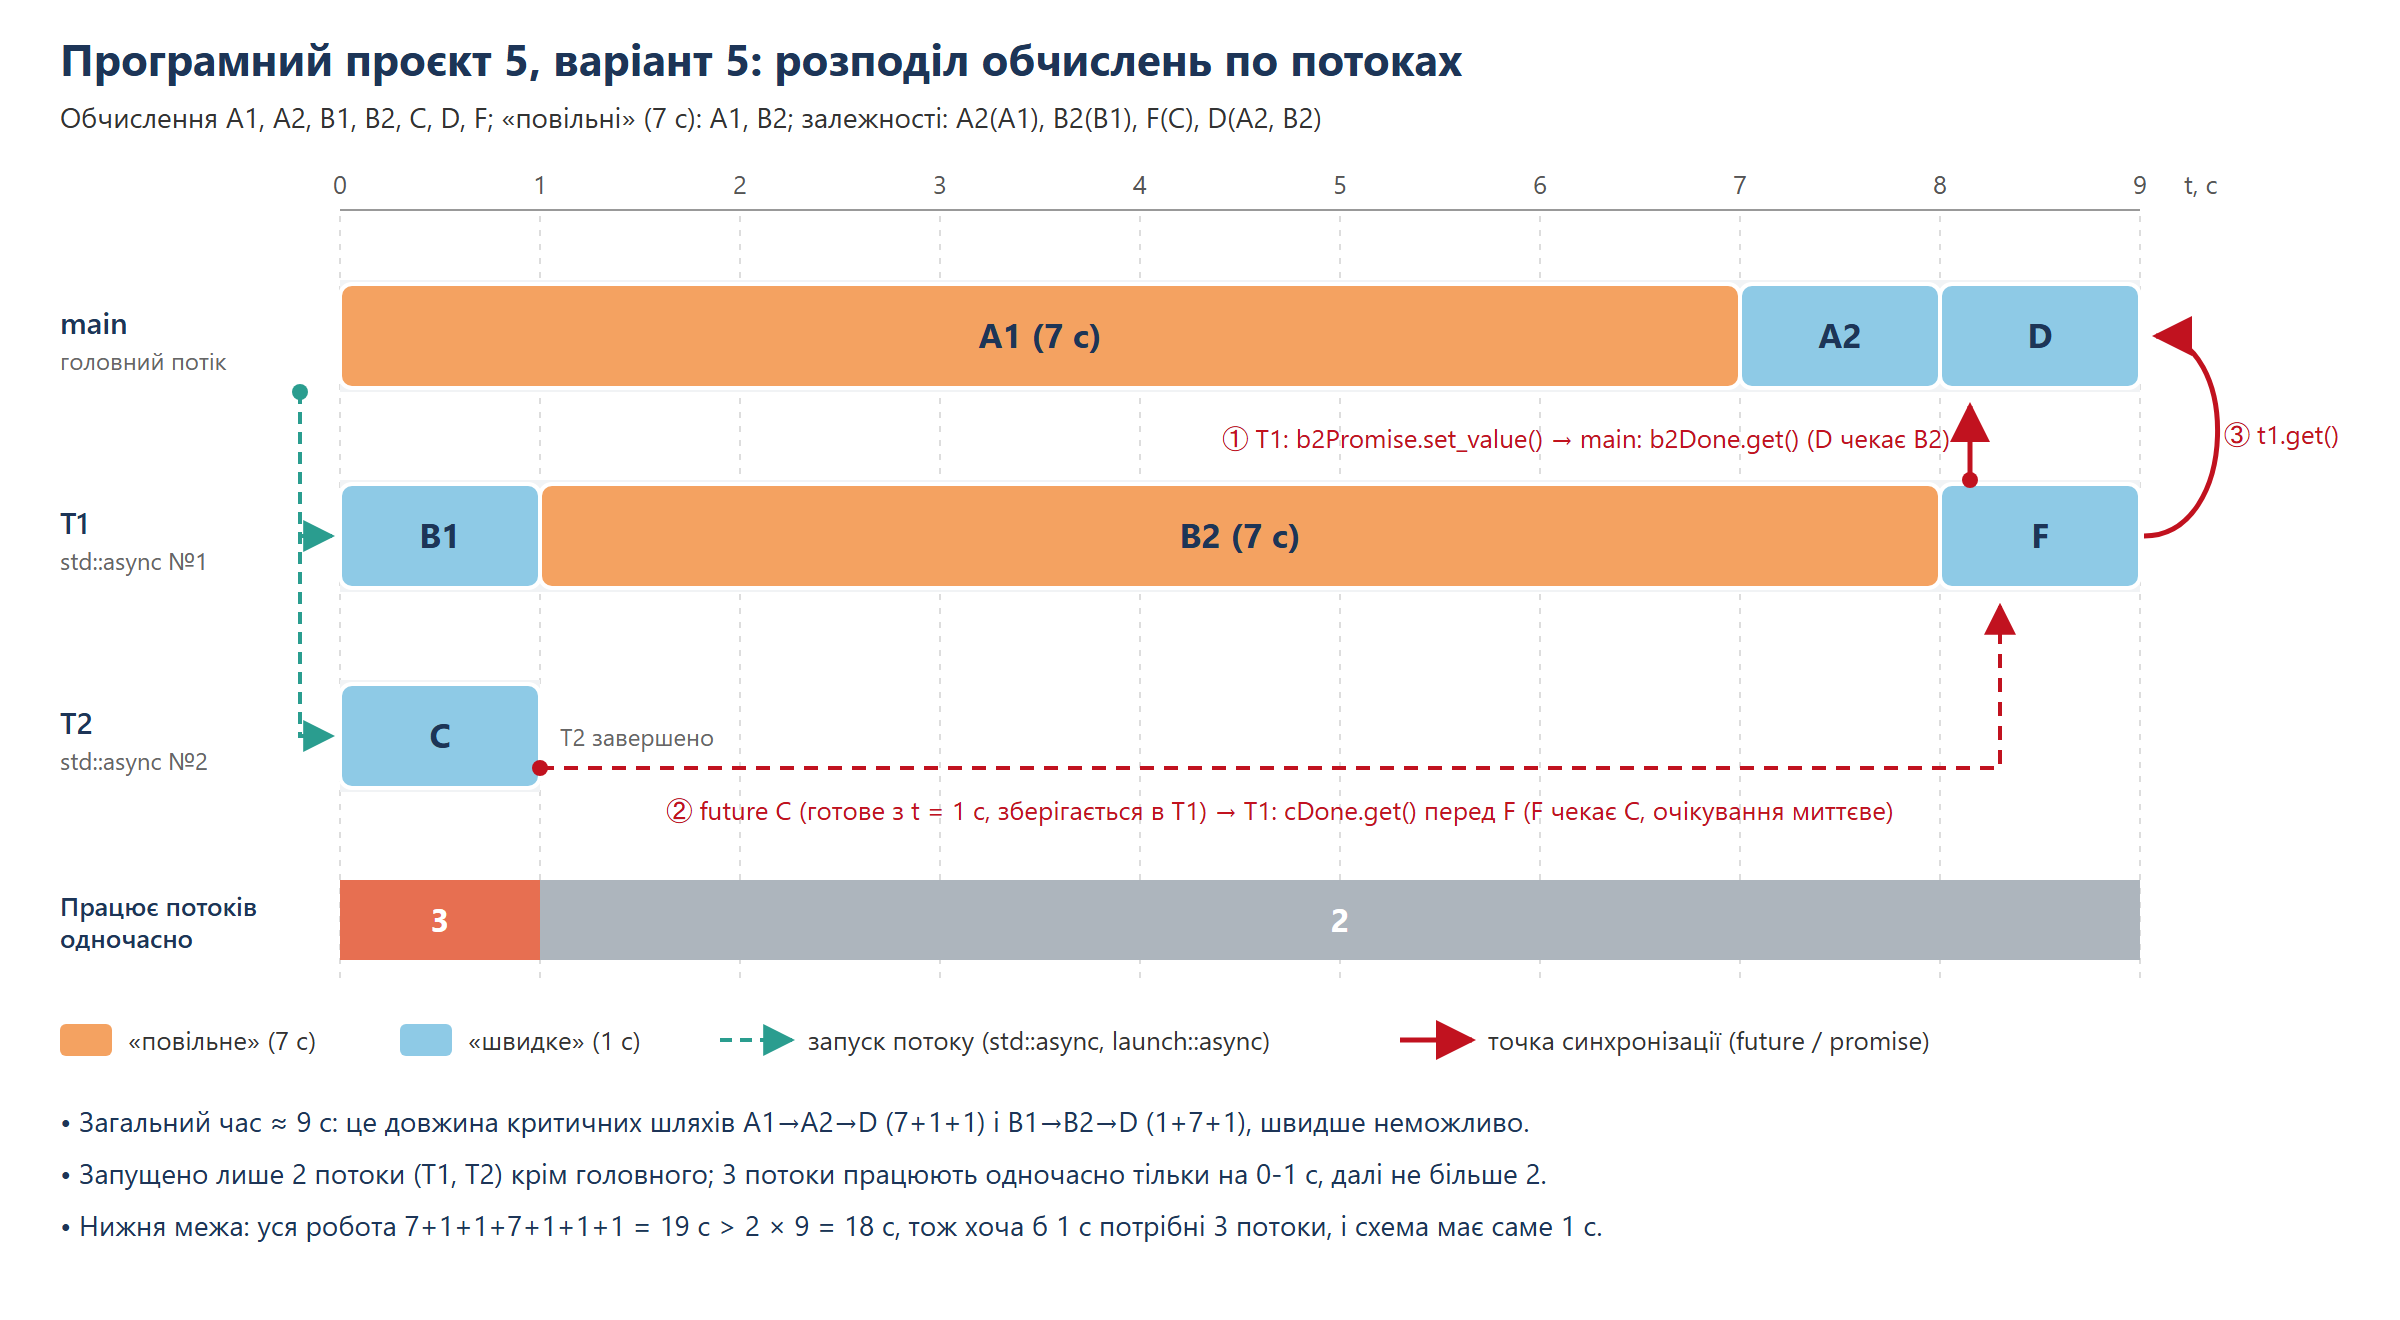 Програмний проєкт 5, варіант 5: розподіл обчислень по потоках
Обчислення A1, A2, B1, B2, C, D, F; «повільні» (7 с): A1, B2; залежності: A2(A1), B2(B1), F(C), D(A2, B2)
0 1 2 3 4 5 6 7 8 9 t, с
main
головний потік
A1 (7 с)
A2
D
① T1: b2Promise.set_value() → main: b2Done.get() (D чекає B2)
③ t1.get()
T1
std::async №1
B1
B2 (7 с)
F
T2
std::async №2
C
T2 завершено
② future C (готове з t = 1 с, зберігається в T1) → T1: cDone.get() перед F (F чекає C, очікування миттєве)
Працює потоків
одночасно
3
2
«повільне» (7 с)
«швидке» (1 с)
запуск потоку (std::async, launch::async)
точка синхронізації (future / promise)
• Загальний час ≈ 9 с: це довжина критичних шляхів A1→A2→D (7+1+1) і B1→B2→D (1+7+1), швидше неможливо.
• Запущено лише 2 потоки (T1, T2) крім головного; 3 потоки працюють одночасно тільки на 0-1 с, далі не більше 2.
• Нижня межа: уся робота 7+1+1+7+1+1+1 = 19 с > 2 × 9 = 18 с, тож хоча б 1 с потрібні 3 потоки, і схема має саме 1 с.